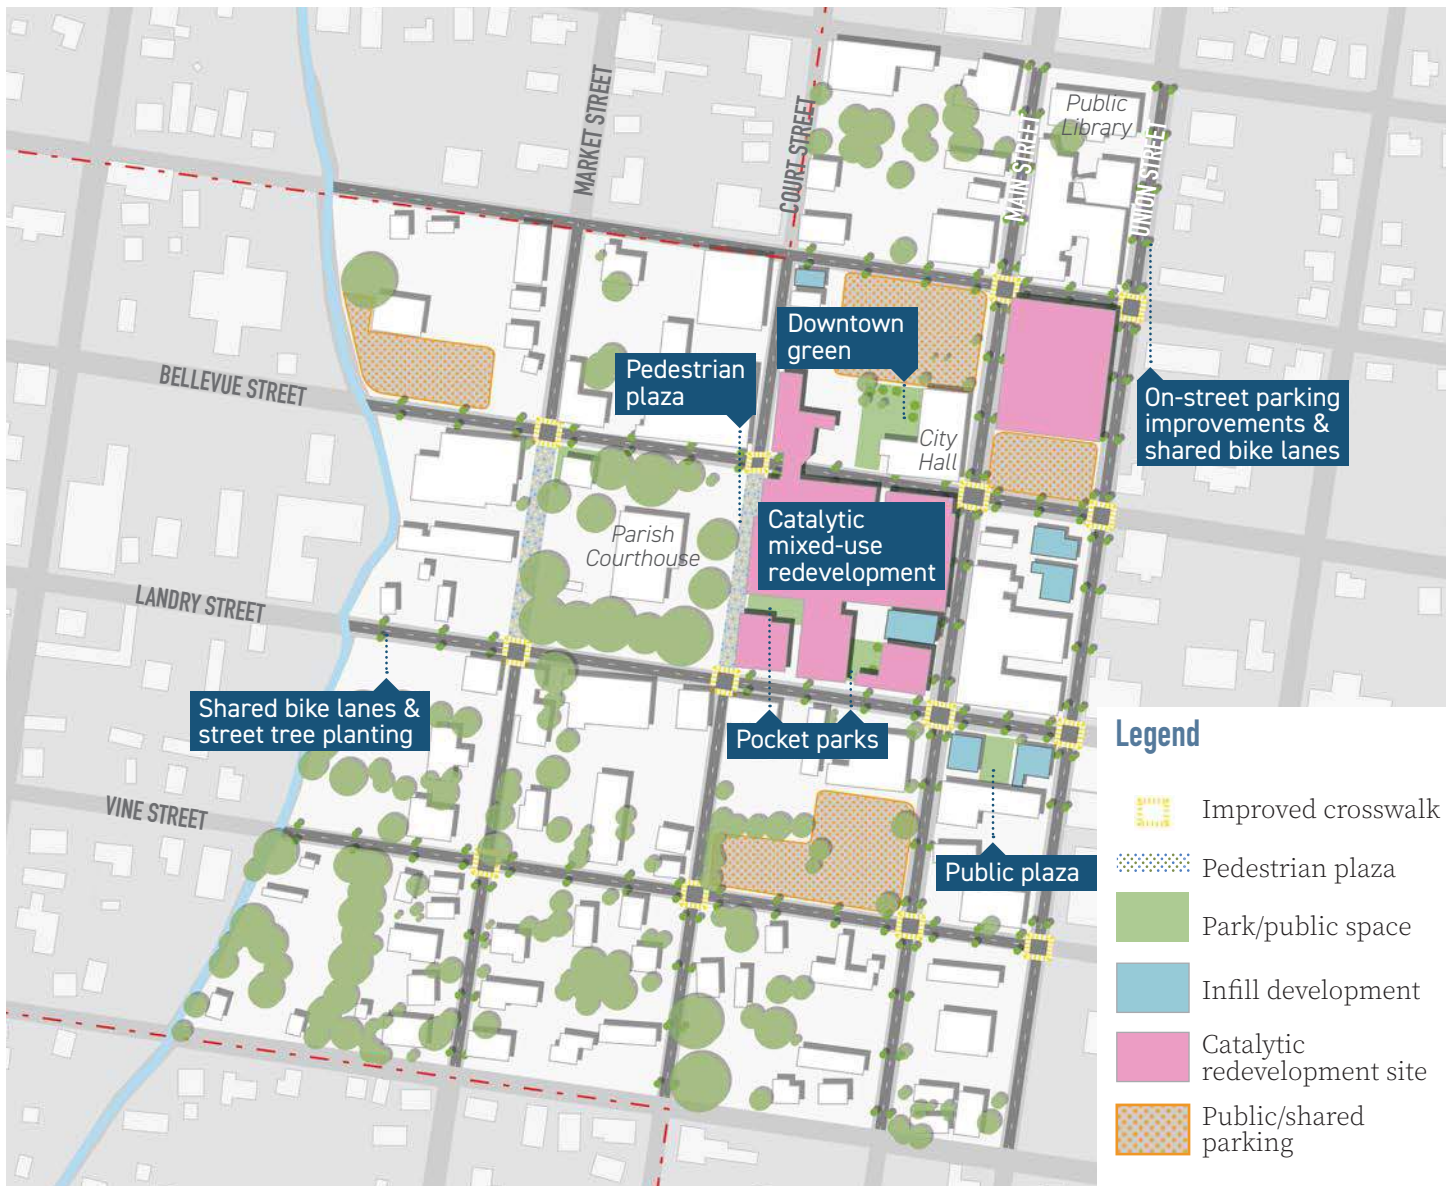 MARKET STREET
COURT STREET
MAIN STREET
Public
Library
UNION STREET
BELLEVUE STREET
Downtown
green
Pedestrian
plaza
On-street parking
improvements &
shared bike lanes
City
Hall
Parish
Courthouse
Catalytic
mixed-use
redevelopment
LANDRY STREET
Shared bike lanes &
street tree planting
Pocket parks
VINE STREET
Public plaza
Legend
Improved crosswalk
Pedestrian plaza
Park/public space
Infill development
Catalytic
redevelopment site
Public/shared
parking